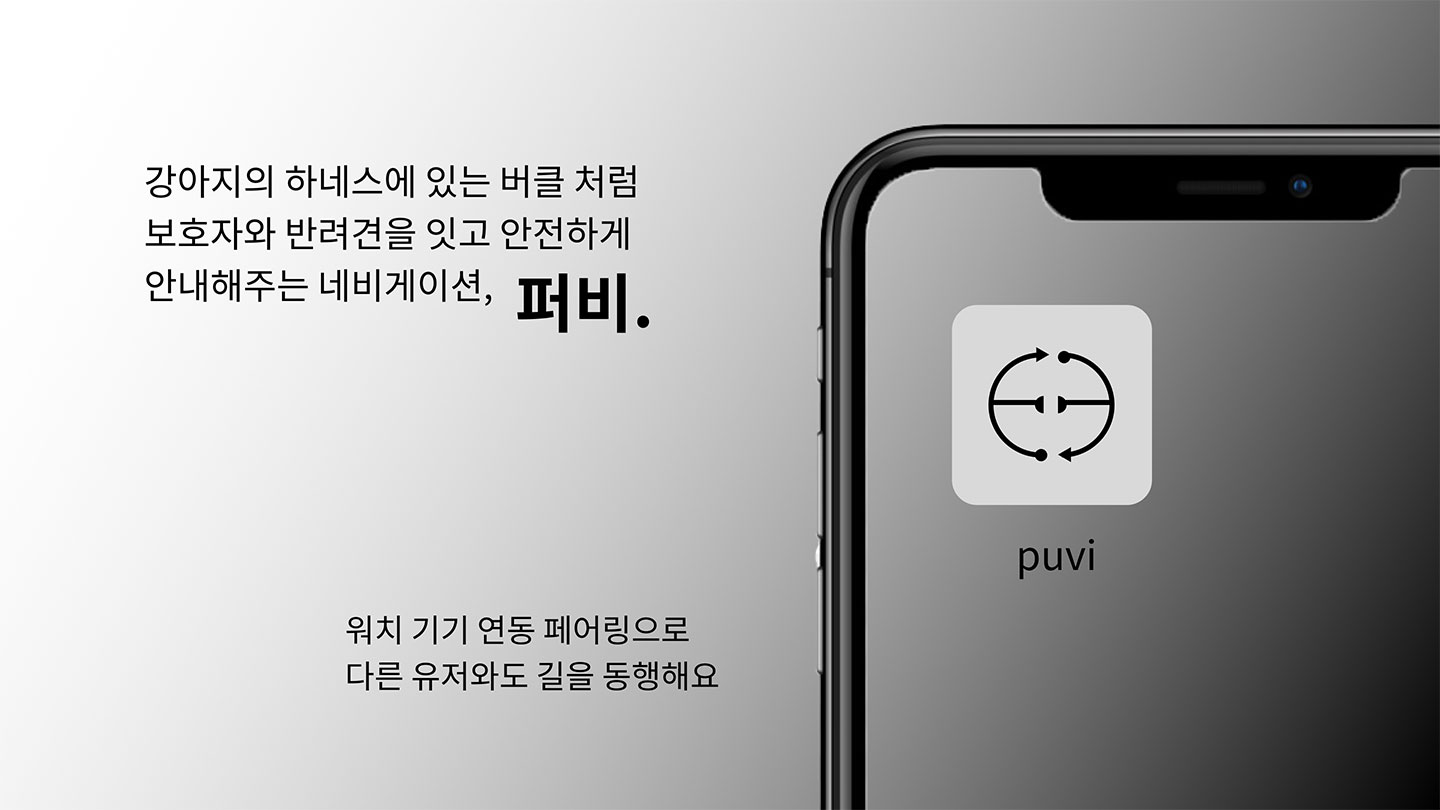 강아지의 하네스에 있는 버클 처럼
보호자와 반려견을 잇고 안전하게
안내해주는 네비게이션, 퍼비.
puvi
워치 기기 연동 페어링으로
다른 유저와도 길을 동행해요